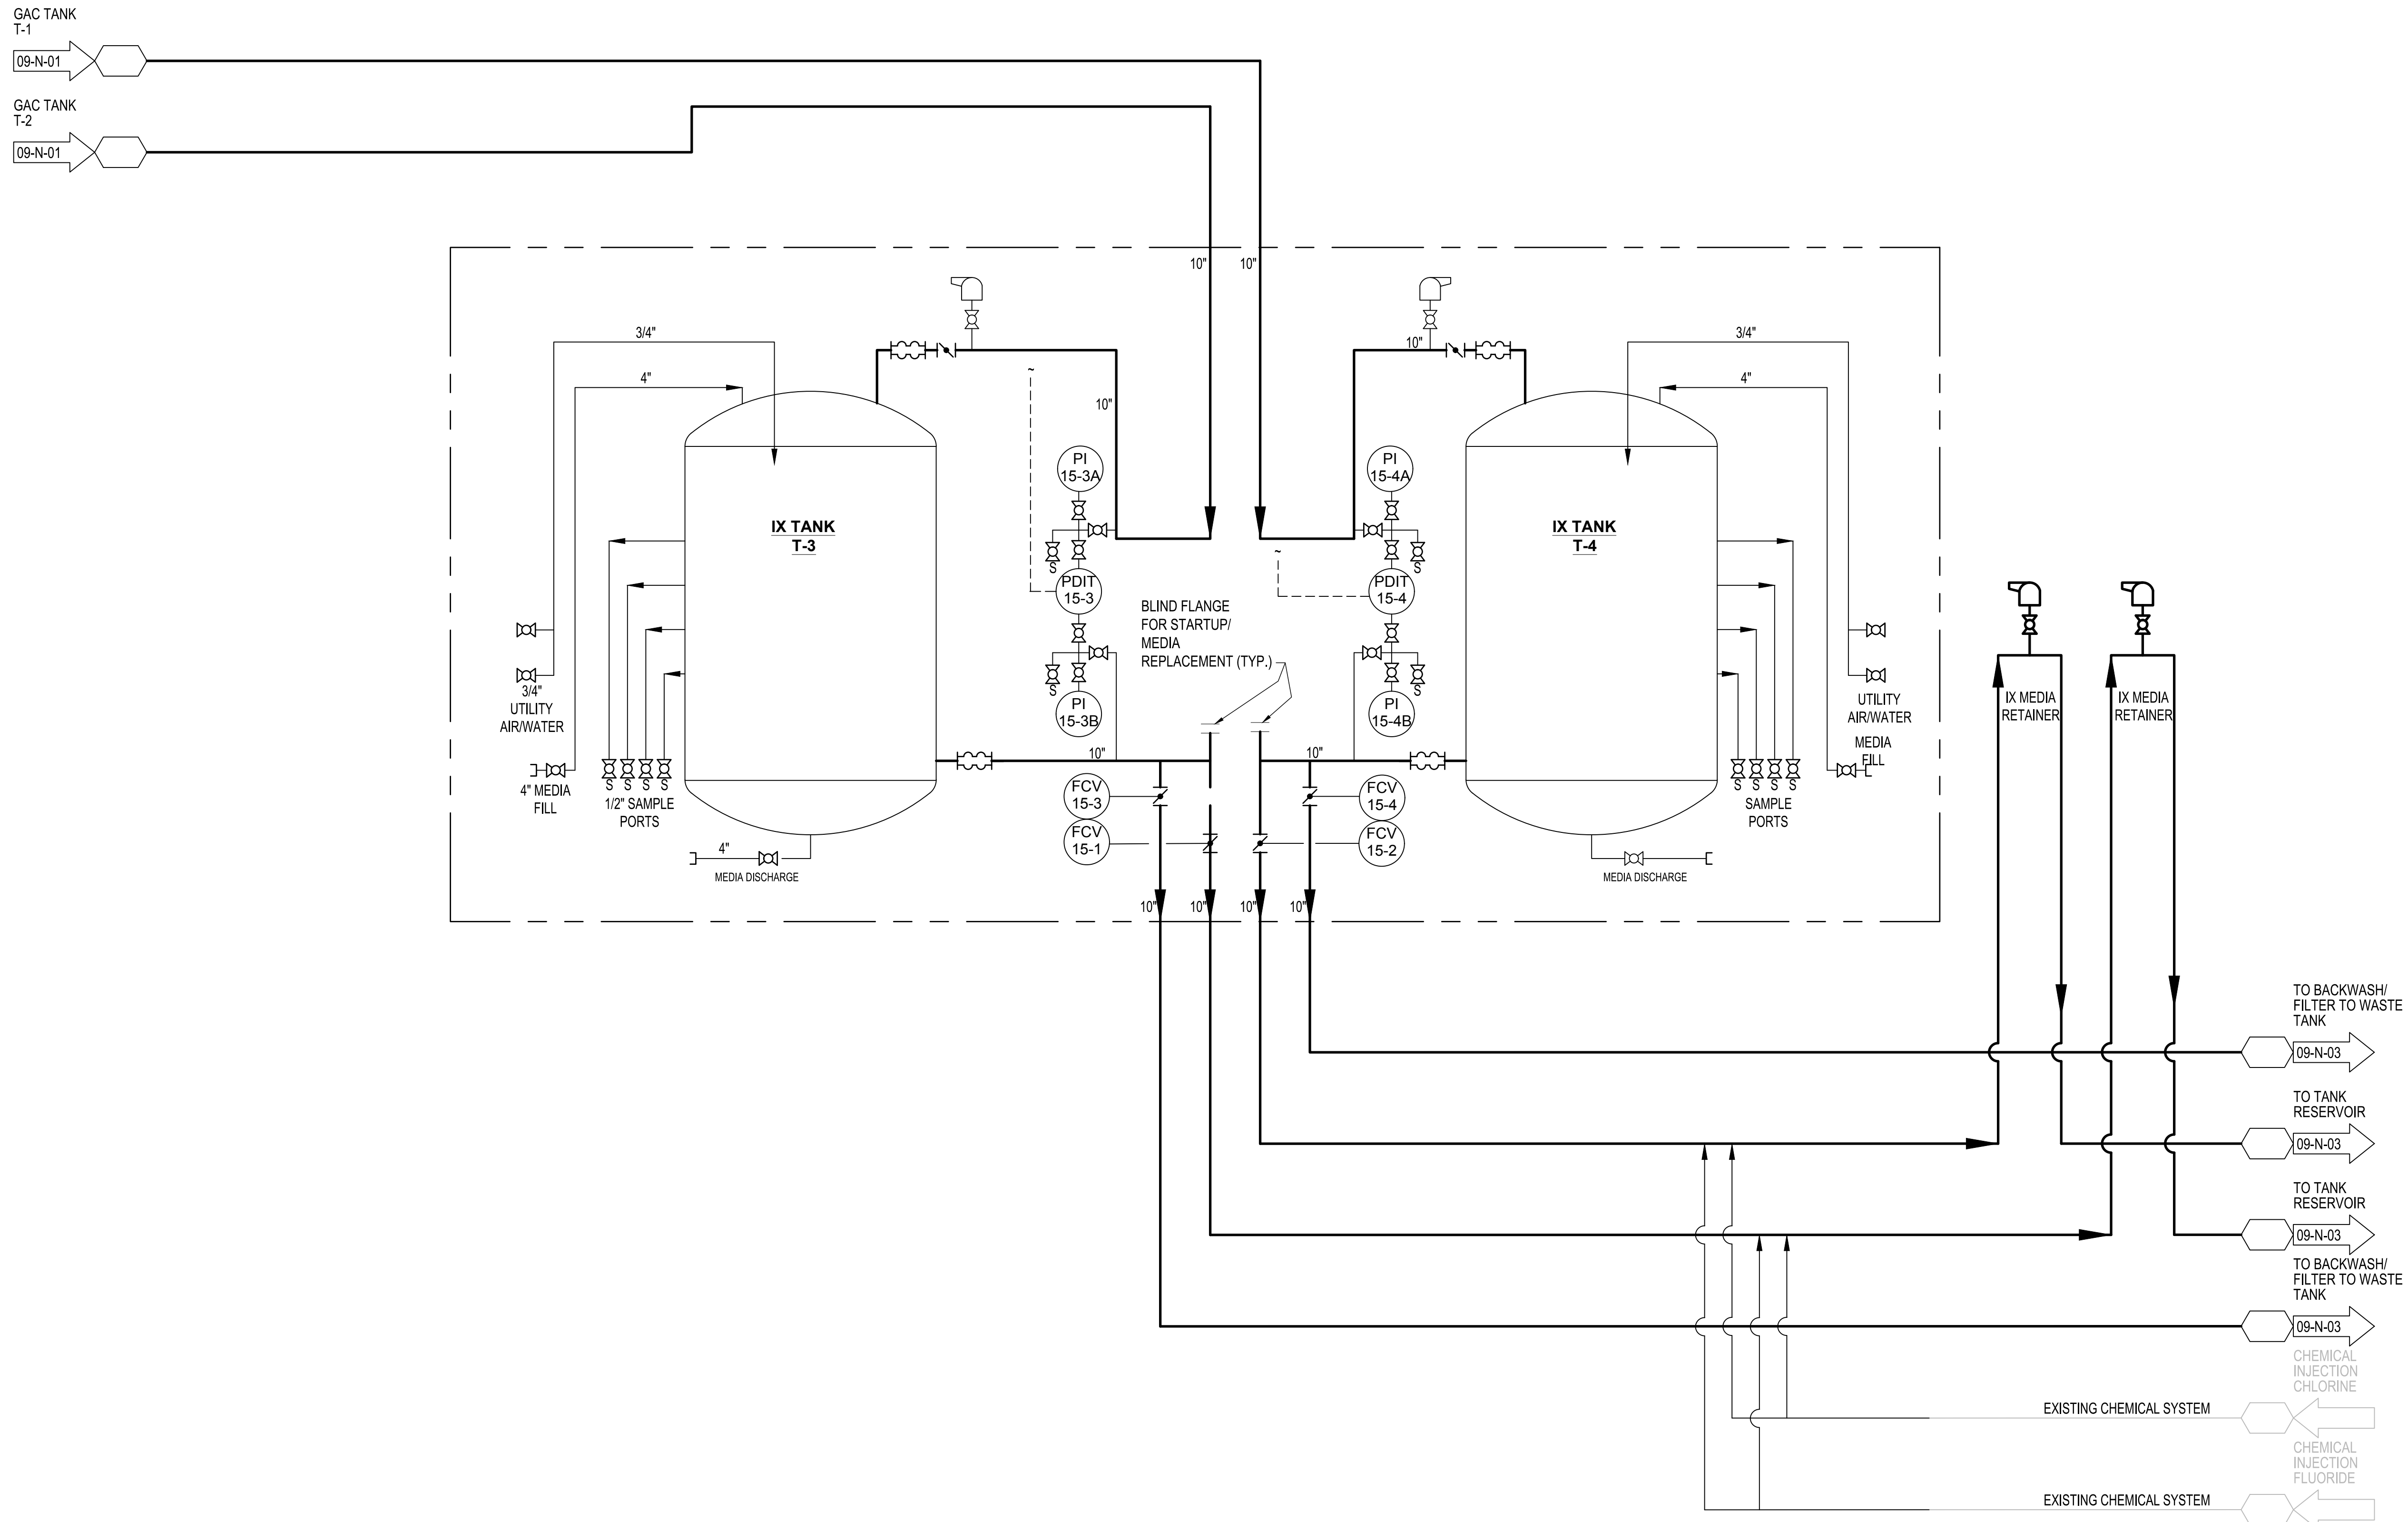 GAC TANK
T-1
09-N-01
GAC TANK
T-2
09-N-01
10"
10"
3/4"
4"
10"
10"
3/4"
4"
PI
15-3A
PI
15-4A
IX TANK
T-3
IX TANK
T-4
S
S
~
~
PDIT
15-3
PDIT
15-4
BLIND FLANGE
FOR STARTUP/
MEDIA
REPLACEMENT (TYP.)
S
S
PI
15-3B
PI
15-4B
3/4"
UTILITY
AIR/WATER
UTILITY
AIR/WATER
MEDIA
FILL
IX MEDIA
RETAINER
IX MEDIA
RETAINER
10"
10"
4" MEDIA
FILL
S S S S
1/2" SAMPLE
PORTS
S S S S
SAMPLE
PORTS
FCV
15-3
FCV
15-1
FCV
15-4
FCV
15-2
4"
MEDIA DISCHARGE
MEDIA DISCHARGE
10"
10"
10"
10"
TO BACKWASH/
FILTER TO WASTE
TANK
09-N-03
TO TANK
RESERVOIR
09-N-03
TO TANK
RESERVOIR
09-N-03
TO BACKWASH/
FILTER TO WASTE
TANK
09-N-03
CHEMICAL
INJECTION
CHLORINE
EXISTING CHEMICAL SYSTEM
CHEMICAL
INJECTION
FLUORIDE
EXISTING CHEMICAL SYSTEM